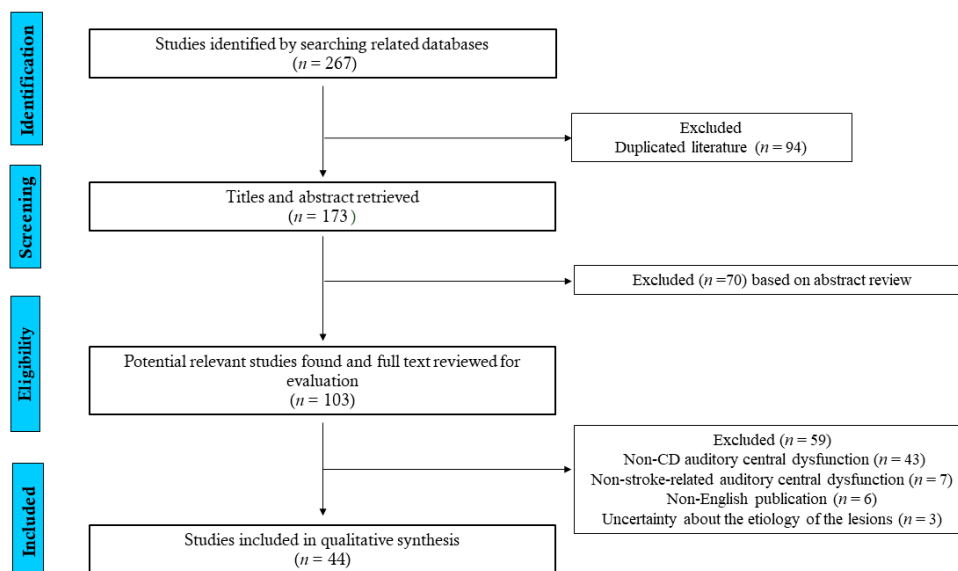 Identification
Studies identified by searching related databases
(n = 267)
Excluded
Duplicated literature (n = 94)
Screening
Titles and abstract retrieved
(n = 173)
Excluded (n =70) based on abstract review
Eligibility
Potential relevant studies found and full text reviewed for
evaluation
(n = 103)
Excluded (n = 59)
Non-CD auditory central dysfunction (n = 43)
Non-stroke-related auditory central dysfunction (n = 7)
Non-English publication (n = 6)
Uncertainty about the etiology of the lesions (n = 3)
Included
Studies included in qualitative synthesis
(n = 44)